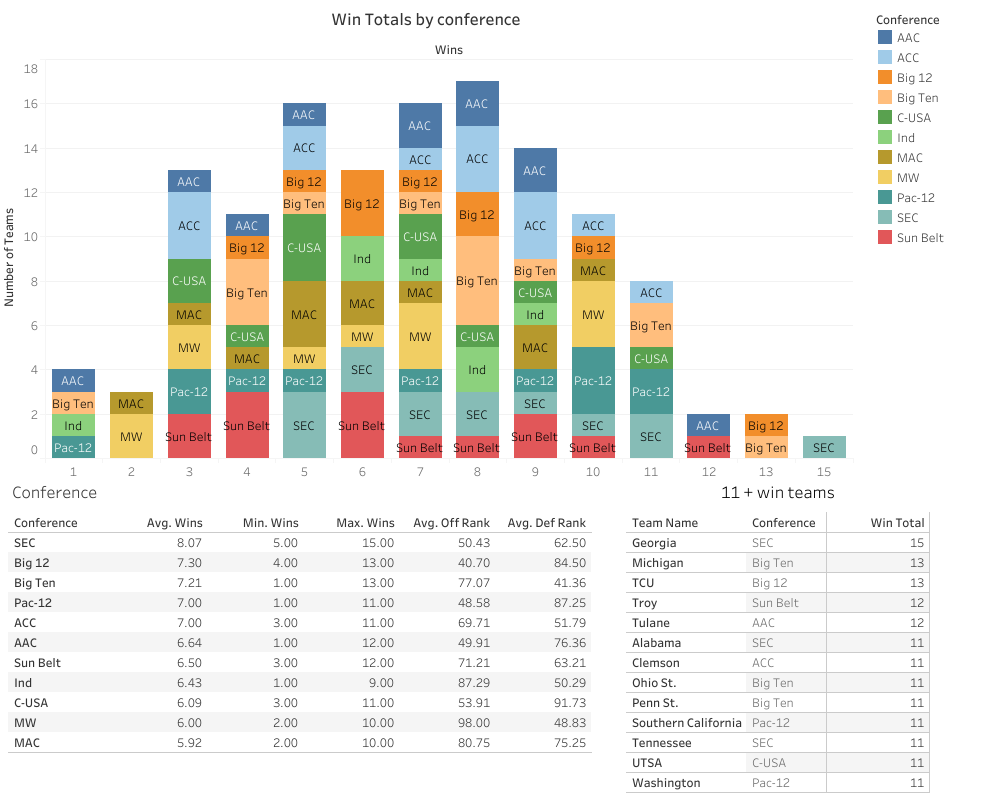 Win Totals by conference
Wins
Number of Teams
18
16
14
12
10
8
6
4
2
0
AAC
Big Ten
Ind
Pac-12
MAC
MW
AAC
ACC
C-USA
MAC
MW
Pac-12
Sun Belt
AAC
Big 12
Big Ten
C-USA
MAC
Pac-12
Sun Belt
AAC
ACC
Big 12
Big Ten
C-USA
MAC
MW
Pac-12
SEC
Big 12
Ind
MAC
MW
SEC
Sun Belt
AAC
ACC
Big 12
Big Ten
C-USA
Ind
MAC
MW
Pac-12
SEC
Sun Belt
AAC
ACC
Big 12
Big Ten
C-USA
Ind
SEC
Sun Belt
AAC
ACC
Big Ten
C-USA
Ind
MAC
Pac-12
SEC
Sun Belt
ACC
Big 12
MAC
MW
Pac-12
SEC
Sun Belt
ACC
Big Ten
C-USA
Pac-12
SEC
AAC
Sun Belt
Big 12
Big Ten
SEC
1 2 3 4 5 6 7 8 9 10 11 12 13 15
Conference
AAC
ACC
Big 12
Big Ten
C-USA
Ind
MAC
MW
Pac-12
SEC
Sun Belt
Conference
Conference Avg. Wins Min. Wins Max. Wins Avg. Off Rank Avg. Def Rank
SEC 8.07 5.00 15.00 50.43 62.50
Big 12 7.30 4.00 13.00 40.70 84.50
Big Ten 7.21 1.00 13.00 77.07 41.36
Pac-12 7.00 1.00 11.00 48.58 87.25
ACC 7.00 3.00 11.00 69.71 51.79
AAC 6.64 1.00 12.00 49.91 76.36
Sun Belt 6.50 3.00 12.00 71.21 63.21
Ind 6.43 1.00 9.00 87.29 50.29
C-USA 6.09 3.00 11.00 53.91 91.73
MW 6.00 2.00 10.00 98.00 48.83
MAC 5.92 2.00 10.00 80.75 75.25
11 + win teams
Team Name Conference Win Total
Georgia SEC 15
Michigan Big Ten 13
TCU Big 12 13
Troy Sun Belt 12
Tulane AAC 12
Alabama SEC 11
Clemson ACC 11
Ohio St. Big Ten 11
Penn St. Big Ten 11
Southern California Pac-12 11
Tennessee SEC 11
UTSA C-USA 11
Washington Pac-12 11